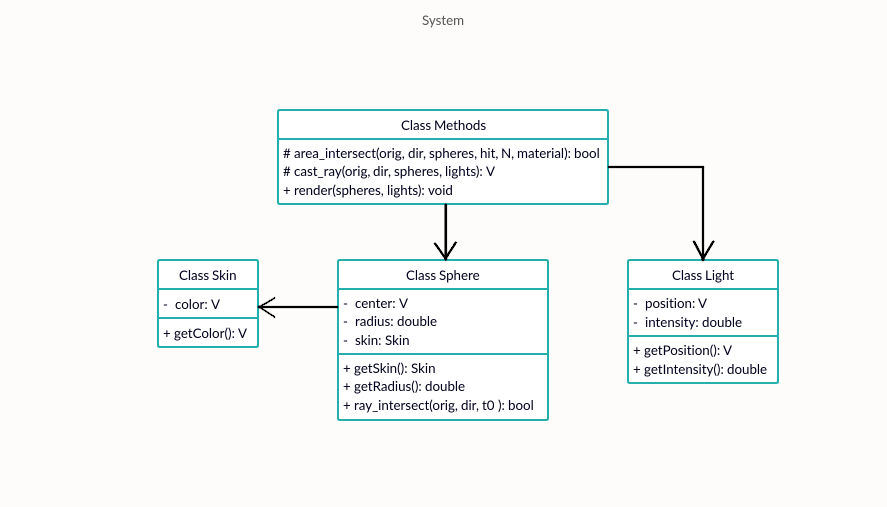 System
Class Methods
# area_intersect(orig, dir, spheres, hit, N, material): bool
# cast_ray(orig, dir, spheres, lights): V
+ render(spheres, lights): void
Class Skin
- color: V
+ getColor(): V
Class Sphere
- center: V
- radius: double
- skin: Skin
+ getSkin(): Skin
+ getRadius(): double
+ ray_intersect(orig, dir, t0 ): bool
Class Light
- position: V
- intensity: double
+ getPosition(): V
+ getIntensity(): double